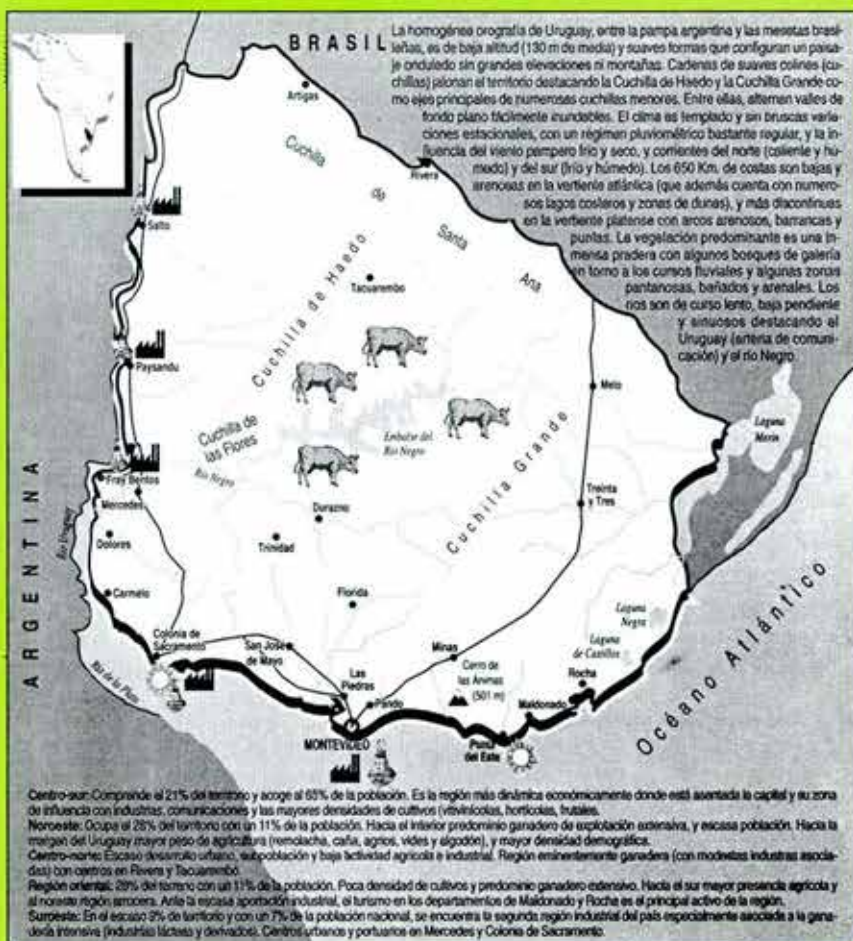 La homogénea orografía de Uruguay, entre la pampa argentina y las mesetas brasi-
leñas, es de baja altitud (130 m de media) y suaves formas que configuran un paisa-
je ondulado sin grandes elevaciones ni montañas. Cadenas de suaves colinas (cu-
chillas) jalonan el territorio destacando la Cuchilla de Haedo y la Cuchilla Grande co-
mo ejes principales de numerosas cuchillas menores. Entre ellas, alternan valles de
fondo plano fácilmente inundables. El clima es templado y sin bruscas varia-
ciones estacionales, con un régimen pluviométrico bastante regular, y la in-
fluencia del viento pampero frío y seco, y corrientes del norte (caliente y hú-
medo) y del sur (frío y húmedo). Los 650 Km. de costas son bajas y
arenosas en la vertiente atlántica (que además cuenta con numero-
sos lagos costeros y zonas de dunas), y más discontinuas
en la vertiente platense con arcos arenosos, barrancas y
puntas. La vegetación predominante es una in-
mensa pradera con algunos bosques de galería
en torno a los cursos fluviales y algunas zonas
pantanosas, bañados y arenales. Los
ríos son de curso lento, baja pendiente
y sinuosos destacando el
Uruguay (arteria de comuni-
cación) y el río Negro.
BRASIL
Artigas
Cuchilla
de
Santa
Ana
Rivera
Salto
Cuchilla de Haedo
Tacuarembo
Paysandu
Melo
Cuchilla de
las Flores
Río Negro
Embalse del
Río Negro
Cuchilla Grande
Laguna
Merín
ARGENTINA
Río Uruguay
Fray Bentos
Mercedes
Durazno
Treinta
y Tres
Dolores
Trinidad
Carmelo
Florida
Laguna
Negra
Laguna
de Castillos
Colonia de
Sacramento
San José
de Mayo
Minas
Río de la Plata
Las
Piedras
Pando
Cerro de
las Ánimas
(501 m)
Rocha
Maldonado
MONTEVIDEO
Punta
del Este
Océano Atlántico
Centro-sur: Comprende el 21% del territorio y acoge al 65% de la población. Es la región más dinámica económicamente donde está asentada la capital y su zona
de influencia con industrias, comunicaciones y las mayores densidades de cultivos (vitivinícolas, hortícolas, frutales.
Noroeste: Ocupa el 28% del territorio con un 11% de la población. Hacia el interior predominio ganadero de explotación extensiva, y escasa población. Hacia la
margen del Uruguay mayor peso de agricultura (remolacha, caña, agrios, vides y algodón), y mayor densidad demográfica.
Centro-norte: Escaso desarrollo urbano, subpoblación y baja actividad agrícola e industrial. Región eminentemente ganadera (con modestas industrias asocia-
das) con centros en Rivera y Tacuarembó.
Región oriental: 28% del terreno con un 11% de la población. Poca densidad de cultivos y predominio ganadero extensivo. Hacia el sur mayor presencia agrícola y
al noreste región arrocera. Ante la escasa aportación industrial, el turismo en los departamentos de Maldonado y Rocha es el principal activo de la región.
Suroeste: En el escaso 3% de territorio y con un 7% de la población nacional, se encuentra la segunda región industrial del país especialmente asociada a la gana-
dería intensiva (industrias lácteas y derivados). Centros urbanos y portuarios en Mercedes y Colonia de Sacramento.